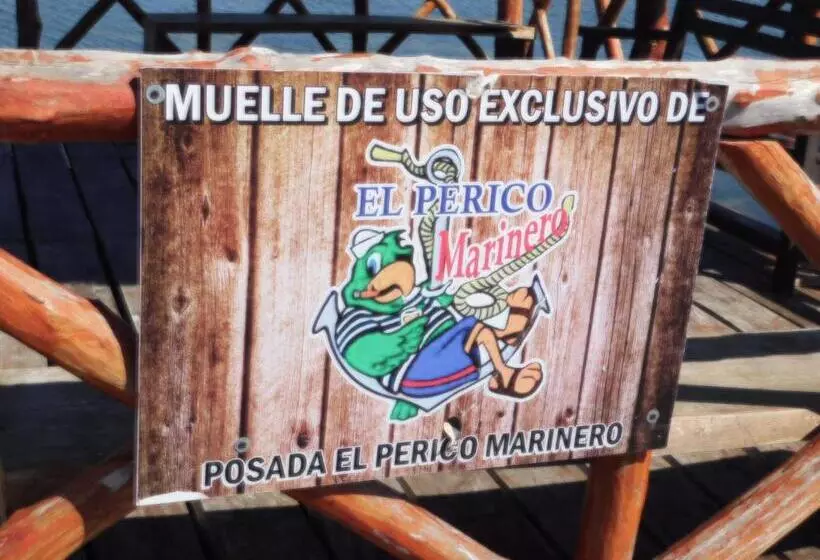 MUELLE DE USO EXCLUSIVO DE
EL PERICO
Marinero
POSADA EL PERICO MARINERO